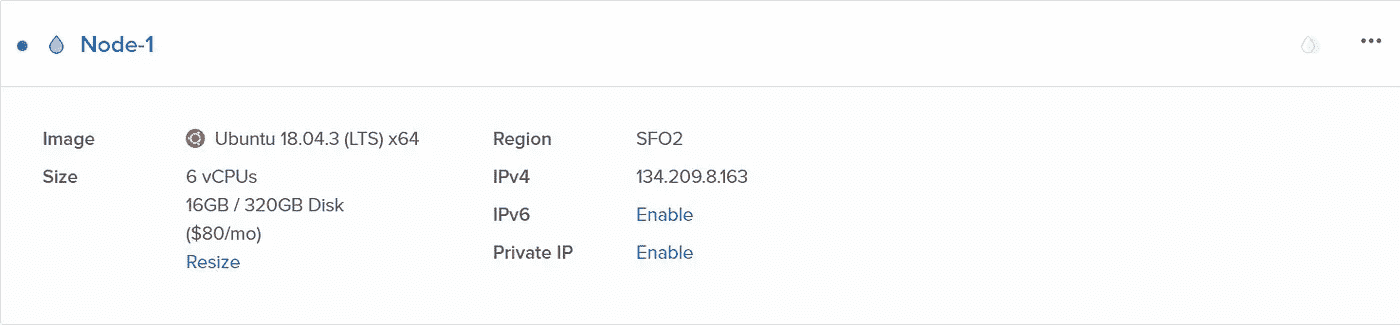 Node-1
Image Ubuntu 18.04.3 (LTS) x64 Region SFO2
Size 6 vCPUs IPv4 134.209.8.163
16GB / 320GB Disk IPv6 Enable
($80/mo) Private IP Enable
Resize